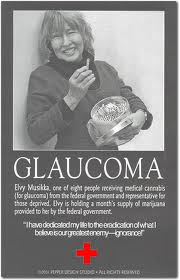 GLAUCOMA
Elvy Musikka, one of eight people receiving medical cannabis
(for glaucoma) from the federal government and representative for
those deprived. Elvy is holding a month's supply of marijuana
provided to her by the federal government.
"I have dedicated my life to the eradication of what I
believe is our greatest enemy—ignorance!"
©2001 PEPPER DESIGN STUDIO • ALL RIGHTS RESERVED